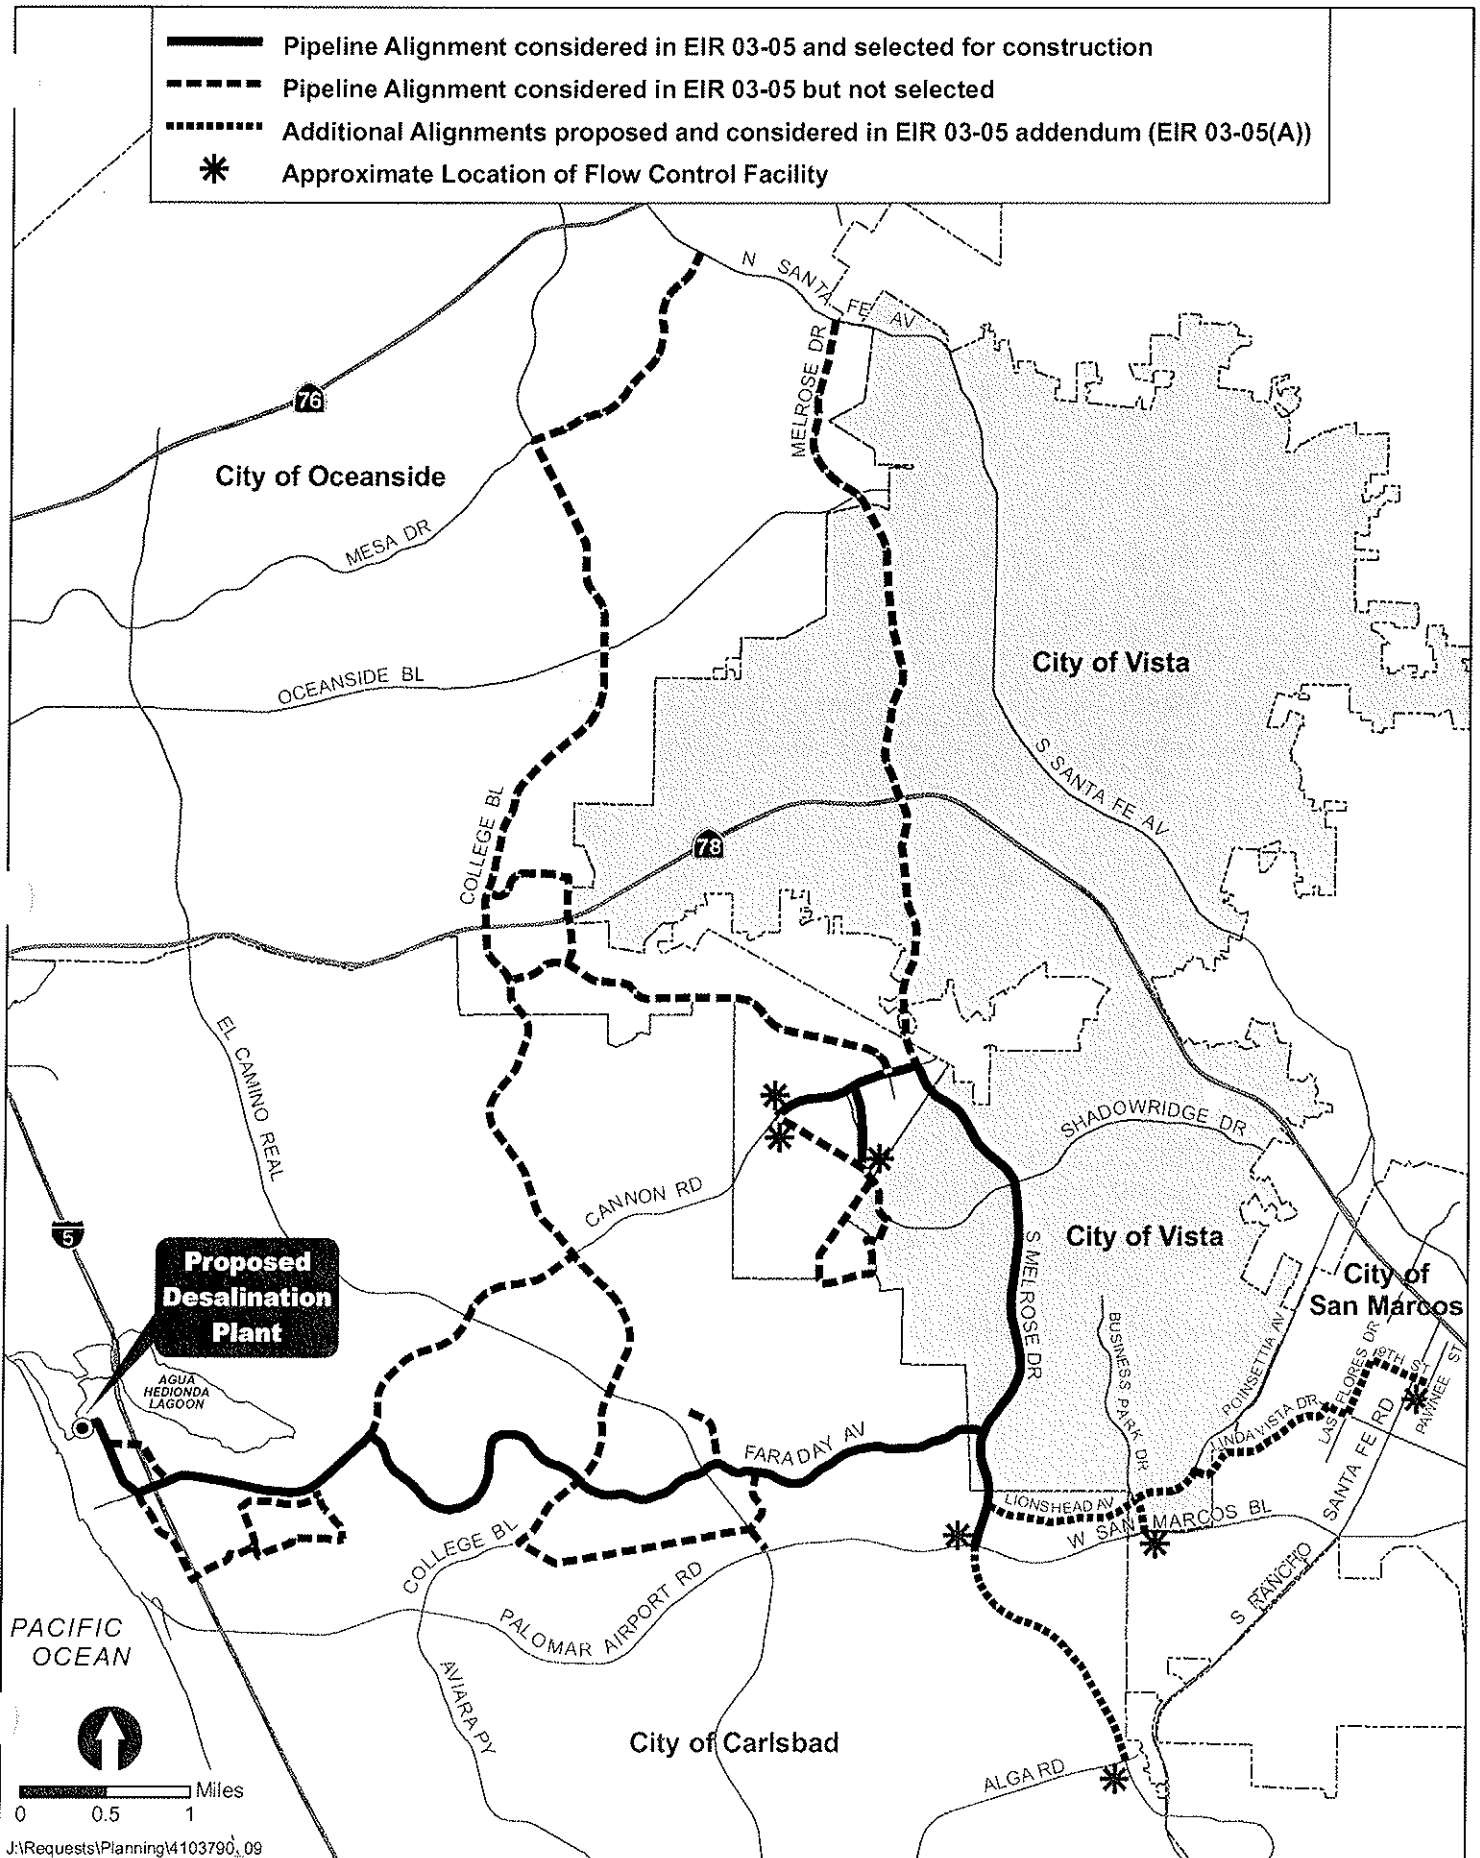 Pipeline Alignment considered in EIR 03-05 and selected for construction
Pipeline Alignment considered in EIR 03-05 but not selected
Additional Alignments proposed and considered in EIR 03-05 addendum (EIR 03-05(A))
Approximate Location of Flow Control Facility
N SANTA FE AV
MELROSE DR
76
City of Oceanside
MESA DR
City of Vista
OCEANSIDE BL
S SANTA FE AV
COLLEGE BL
78
EL CAMINO REAL
SHADOWRIDGE DR
CANNON RD
5
City of Vista
S MELROSE DR
Proposed
Desalination
Plant
City of
San Marcos
BUSINESS PARK DR
POINSETTIA AV
AGUA
HEDIONDA
LAGOON
LAS FLORES DR
9TH ST
PAWNEE ST
LINDA VISTA DR
FARADAY AV
LIONSHEAD AV
W SAN MARCOS BL
S RANCHO SANTA FE RD
COLLEGE BL
PALOMAR AIRPORT RD
PACIFIC
OCEAN
AVIARA PY
City of Carlsbad
ALGA RD
Miles
0 0.5 1
J:\Requests\Planning\4103790_09